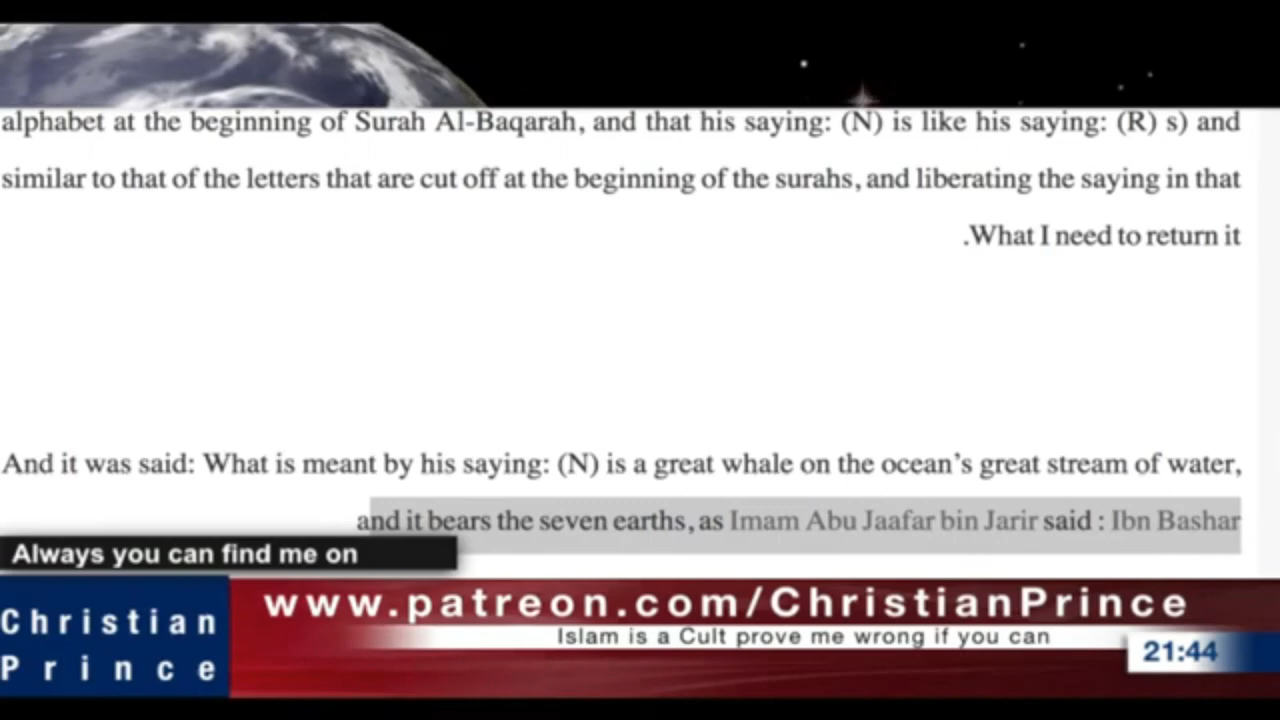 alphabet at the beginning of Surah Al-Baqarah, and that his saying: (N) is like his saying: (R) s) and
similar to that of the letters that are cut off at the beginning of the surahs, and liberating the saying in that
.What I need to return it
And it was said: What is meant by his saying: (N) is a great whale on the ocean's great stream of water,
and it bears the seven earths, as Imam Abu Jaafar bin Jarir said : Ibn Bashar
Always you can find me on
Christian
Prince
www.patreon.com/ChristianPrince
Islam is a Cult prove me wrong if you can
21:44